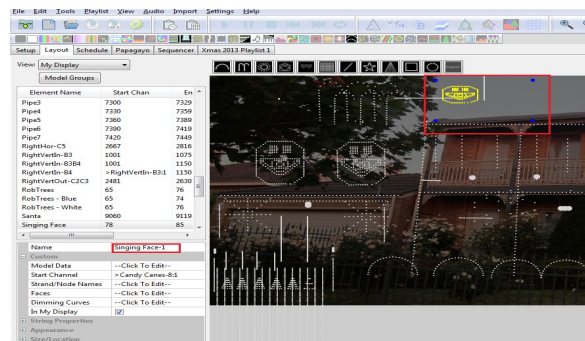 File Edit Tools Playlist View Audio Import Settings Help
Setup Layout Schedule Papagayo Sequencer Xmas 2013 Playlist 1
View: My Display
Model Groups
Element Name Start Chan En
Pipe3 7300 7329
Pipe4 7330 7359
Pipe5 7360 7389
Pipe6 7390 7419
Pipe7 7420 7449
RightHor-C5 2667 2816
RightVertIn-B3 1001 1075
RightVertIn-B3B4 1001 1150
RightVertIn-B4 >RightVertIn-B3:1 1150
RightVertOut-C2C3 2481 2630
RobTrees 65 76
RobTrees - Blue 65 74
RobTrees - White 65 76
Santa 9060 9119
Singing Face 78 85
Name Singing Face-1
Custom
Model Data --Click To Edit--
Start Channel >Candy Canes-8:1
Strand/Node Names --Click To Edit--
Faces --Click To Edit--
Dimming Curves --Click To Edit--
In My Display
String Properties
Appearance
Size/Location